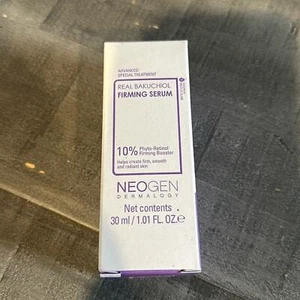 ADVANCED
SPECIAL TREATMENT
REAL BAKUCHIOL
FIRMING SERUM
10% Phyto-Retinol
Firming Booster
Helps create firm, smooth
and radiant skin
NEOGEN
DERMALOGY
Net contents
30 ml / 1.01 FL. OZ.e